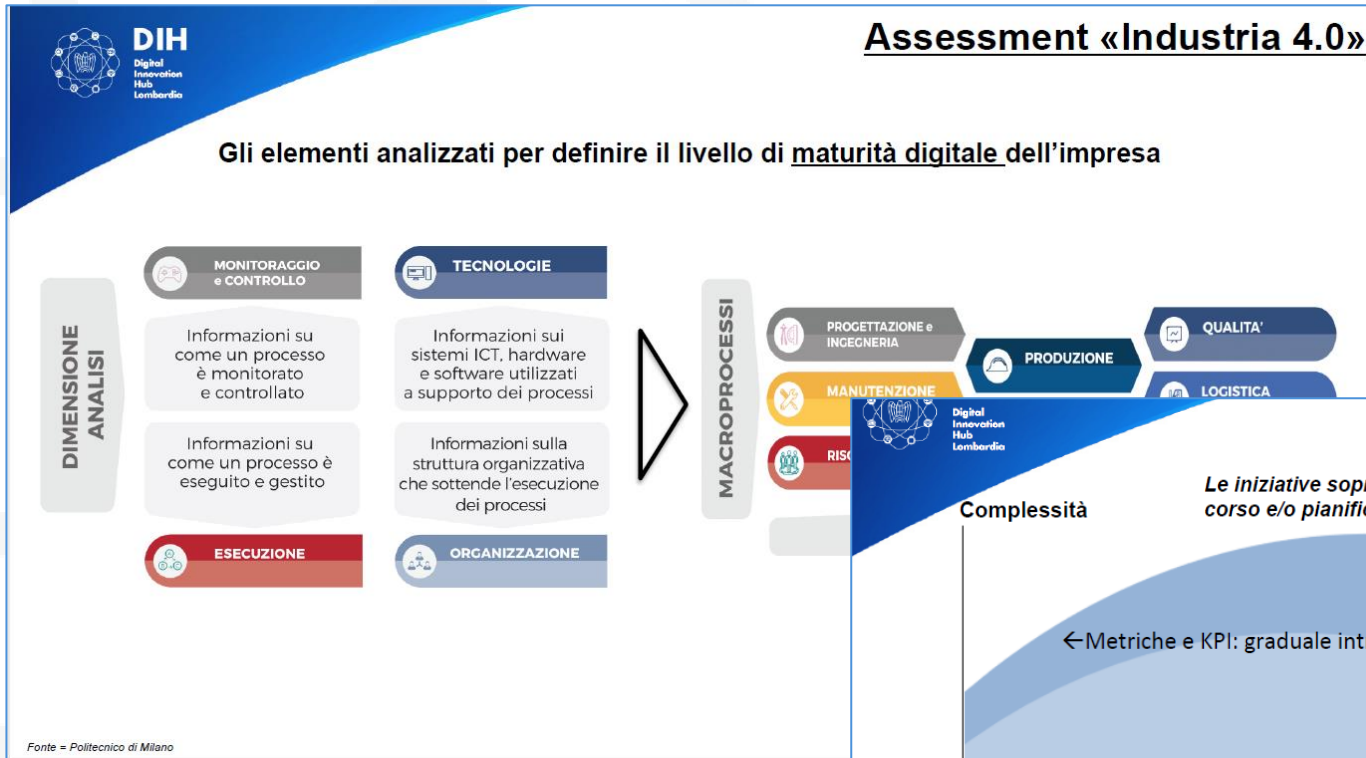 DIH
Digital
Innovation
Hub
Lombardia
Assessment «Industria 4.0»
Gli elementi analizzati per definire il livello di maturità digitale dell'impresa
DIMENSIONE
ANALISI
MONITORAGGIO
e CONTROLLO
Informazioni su
come un processo
è monitorato
e controllato
Informazioni su
come un processo è
eseguito e gestito
ESECUZIONE
TECNOLOGIE
Informazioni sui
sistemi ICT, hardware
e software utilizzati
a supporto dei processi
Informazioni sulla
struttura organizzativa
che sottende l'esecuzione
dei processi
ORGANIZZAZIONE
MACROPROCESSI
PROGETTAZIONE e
INGEGNERIA
MANUTENZIONE
PRODUZIONE
QUALITA'
LOGISTICA
Digital
Innovation
Hub
Lombardia
Complessità
Le iniziative
corso e/o
←Metriche e KPI: graduale
Fonte = Politecnico di Milano